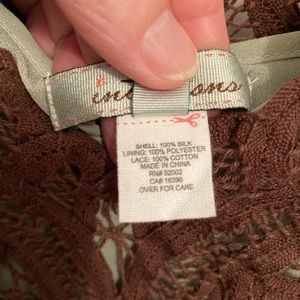 SHELL: 100% SILK
LINING: 100% POLYESTER
LACE: 100% COTTON
MADE IN CHINA
RN# 52002
CA# 16396
OVER FOR CARE